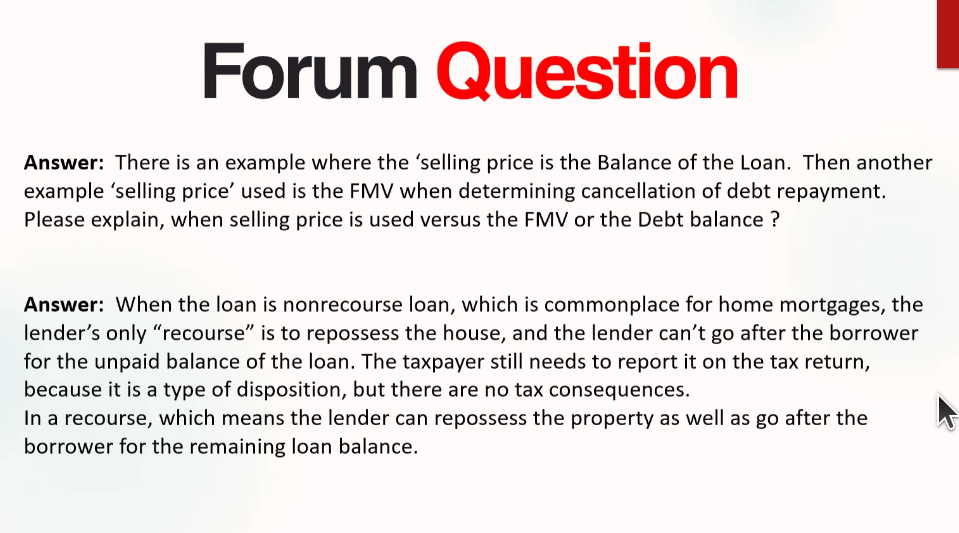 Forum Question
Answer: There is an example where the ‘selling price is the Balance of the Loan. Then another
example ‘selling price’ used is the FMV when determining cancellation of debt repayment.
Please explain, when selling price is used versus the FMV or the Debt balance ?
Answer: When the loan is nonrecourse loan, which is commonplace for home mortgages, the
lender’s only “recourse” is to repossess the house, and the lender can’t go after the borrower
for the unpaid balance of the loan. The taxpayer still needs to report it on the tax return,
because it is a type of disposition, but there are no tax consequences.
In a recourse, which means the lender can repossess the property as well as go after the
borrower for the remaining loan balance.